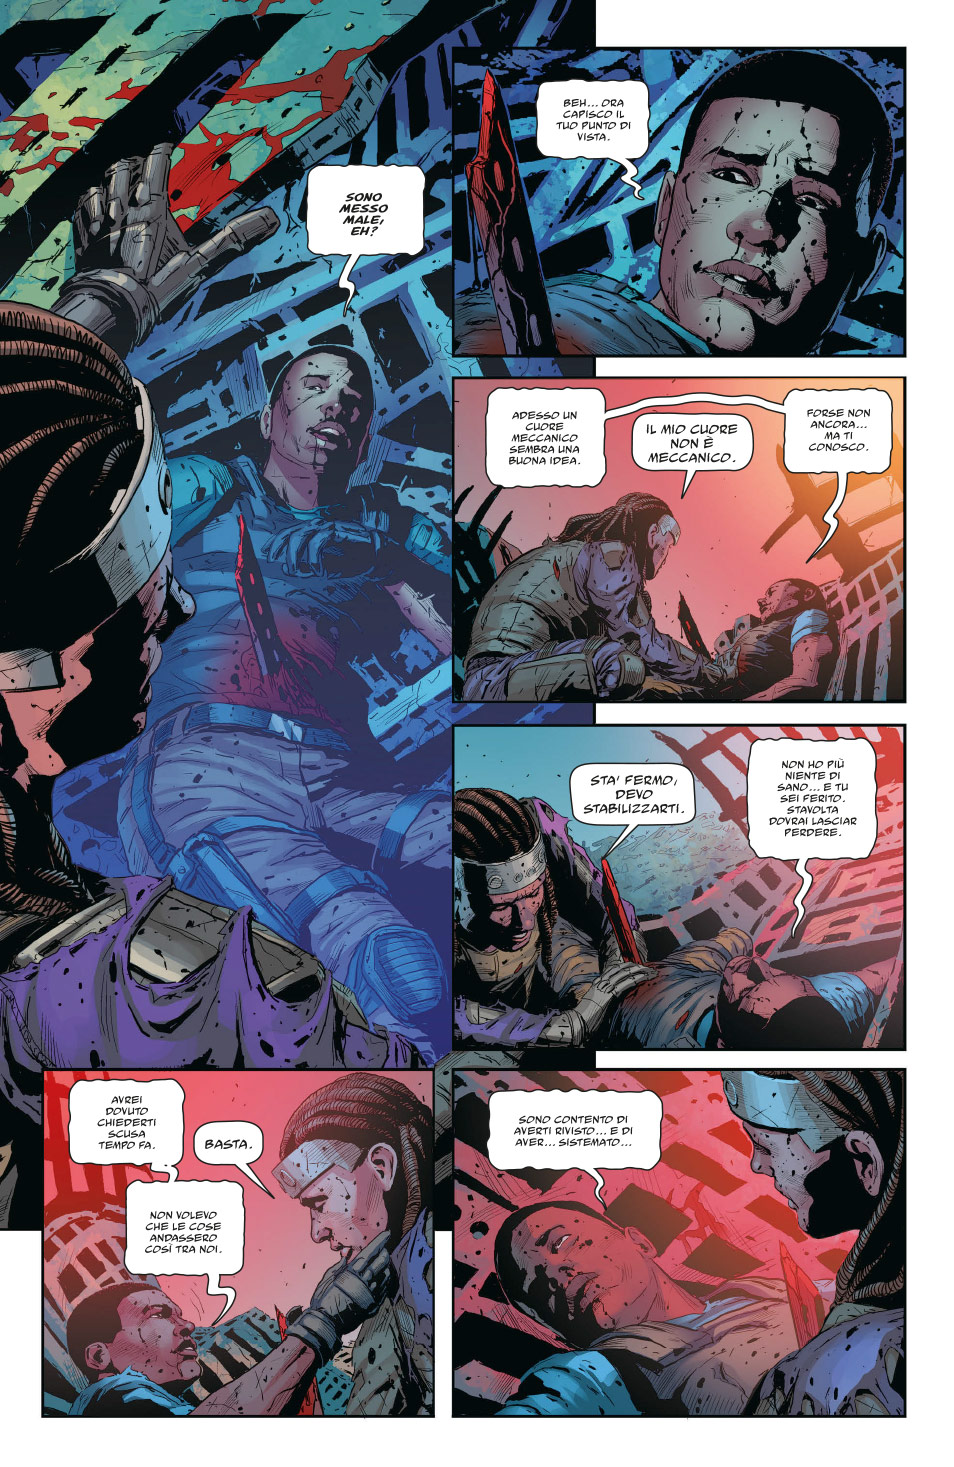 SONO
MESSO
MALE,
EH?
BEH... ORA
CAPISCO IL
TUO PUNTO DI
VISTA.
ADESSO UN
CUORE
MECCANICO
SEMBRA UNA
BUONA IDEA.
IL MIO CUORE
NON È
MECCANICO.
FORSE NON
ANCORA...
MA TI
CONOSCO.
STA' FERMO,
DEVO
STABILIZZARTI.
NON HO PIÙ
NIENTE DI
SANO... E TU
SEI FERITO.
STAVOLTA
DOVRAI LASCIAR
PERDERE.
AVREI
DOVUTO
CHIEDERTI
SCUSA
TEMPO FA.
BASTA.
NON VOLEVO
CHE LE COSE
ANDASSERO
COSÌ TRA NOI.
SONO CONTENTO DI
AVERTI RIVISTO... E DI
AVER... SISTEMATO...